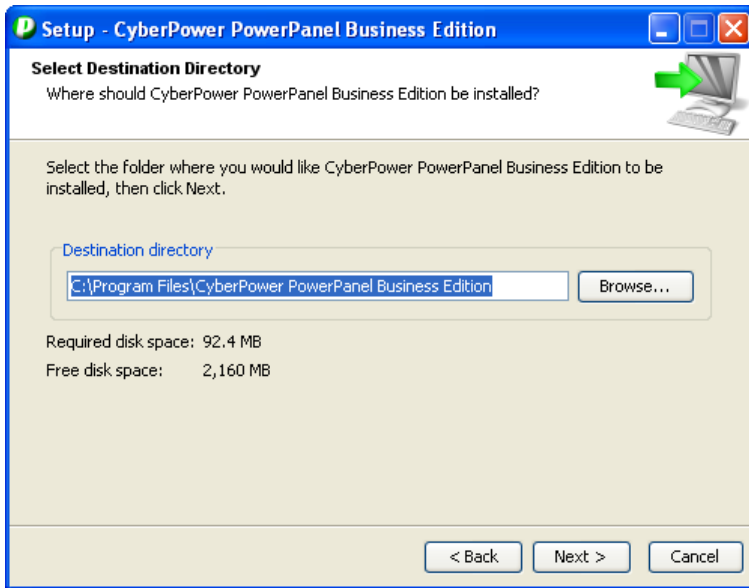 Setup - CyberPower PowerPanel Business Edition
Select Destination Directory
Where should CyberPower PowerPanel Business Edition be installed?
Select the folder where you would like CyberPower PowerPanel Business Edition to be
installed, then click Next.
Destination directory
C:\Program Files\CyberPower PowerPanel Business Edition
Browse...
Required disk space: 92.4 MB
Free disk space: 2,160 MB
< Back Next > Cancel